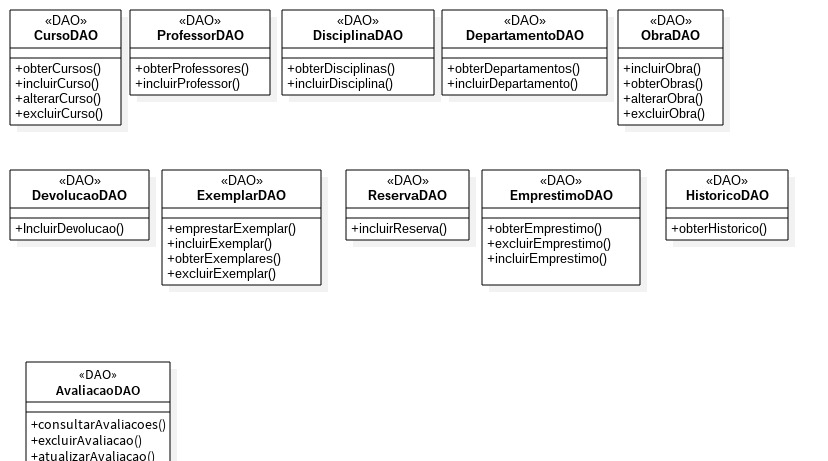 «DAO»
CursoDAO
+obterCursos()
+incluirCurso()
+alterarCurso()
+excluirCurso()
«DAO»
ProfessorDAO
+obterProfessores()
+incluirProfessor()
«DAO»
DisciplinaDAO
+obterDisciplinas()
+incluirDisciplina()
«DAO»
DepartamentoDAO
+obterDepartamentos()
+incluirDepartamento()
«DAO»
ObraDAO
+incluirObra()
+obterObras()
+alterarObra()
+excluirObra()
«DAO»
DevolucaoDAO
+IncluirDevolucao()
«DAO»
ExemplarDAO
+emprestarExemplar()
+incluirExemplar()
+obterExemplares()
+excluirExemplar()
«DAO»
ReservaDAO
+incluirReserva()
«DAO»
EmprestimoDAO
+obterEmprestimo()
+excluirEmprestimo()
+incluirEmprestimo()
«DAO»
HistoricoDAO
+obterHistorico()
«DAO»
AvaliacaoDAO
+consultarAvaliacoes()
+excluirAvaliacao()
+atualizarAvaliacao()